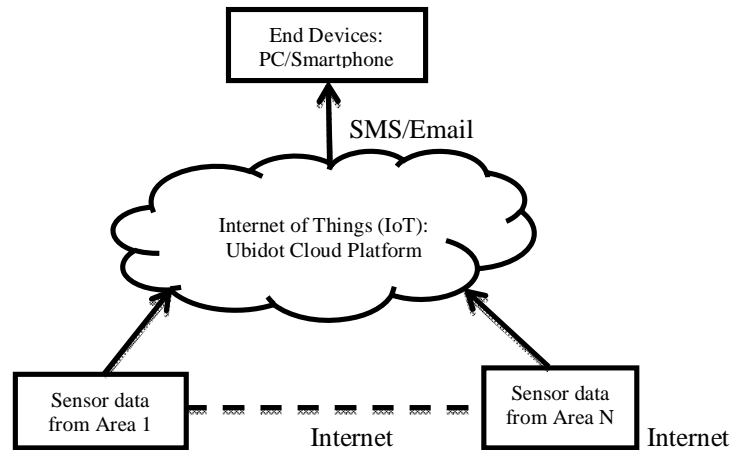 End Devices:
PC/Smartphone
SMS/Email
Internet of Things (IoT):
Ubidot Cloud Platform
Sensor data
from Area 1
Internet
Sensor data
from Area N
Internet